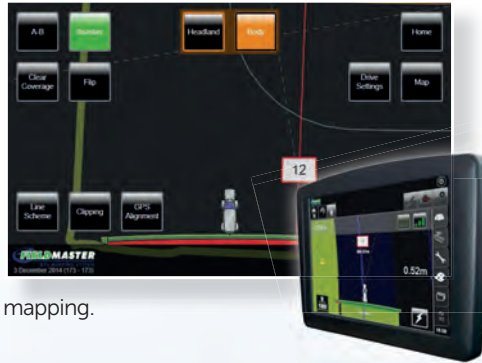 A-B
Headland
Body
Home
Clear
Coverage
Flip
Drive
Settings
Map
12
Line
Scheme
Clipping
GPS
Alignment
FIELDMASTER
3 December 2014 (173 - 173)
0.52m
mapping.